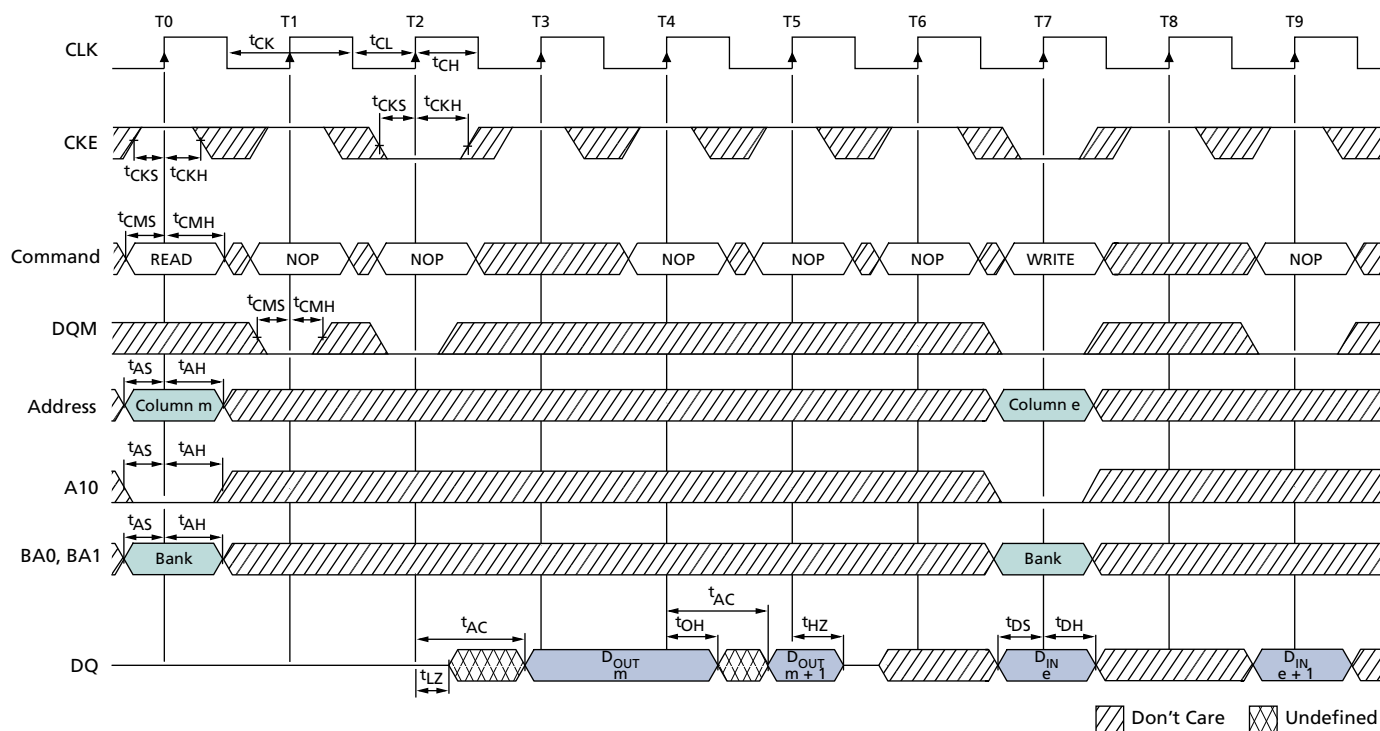 T0 T1 T2 T3 T4 T5 T6 T7 T8 T9
CLK tCK tCL tCH
tCKS tCKH
CKE
tCKS tCKH
tCMS tCMH
Command READ NOP NOP NOP NOP NOP WRITE NOP
tCMS tCMH
DQM
tAS tAH
Address Column m Column e
tAS tAH
A10
tAS tAH
BA0, BA1 Bank Bank
tAC
tAC tOH tHZ tDS tDH
DQ DOUT m DOUT m + 1 DIN e DIN e + 1
tLZ
Don't Care Undefined